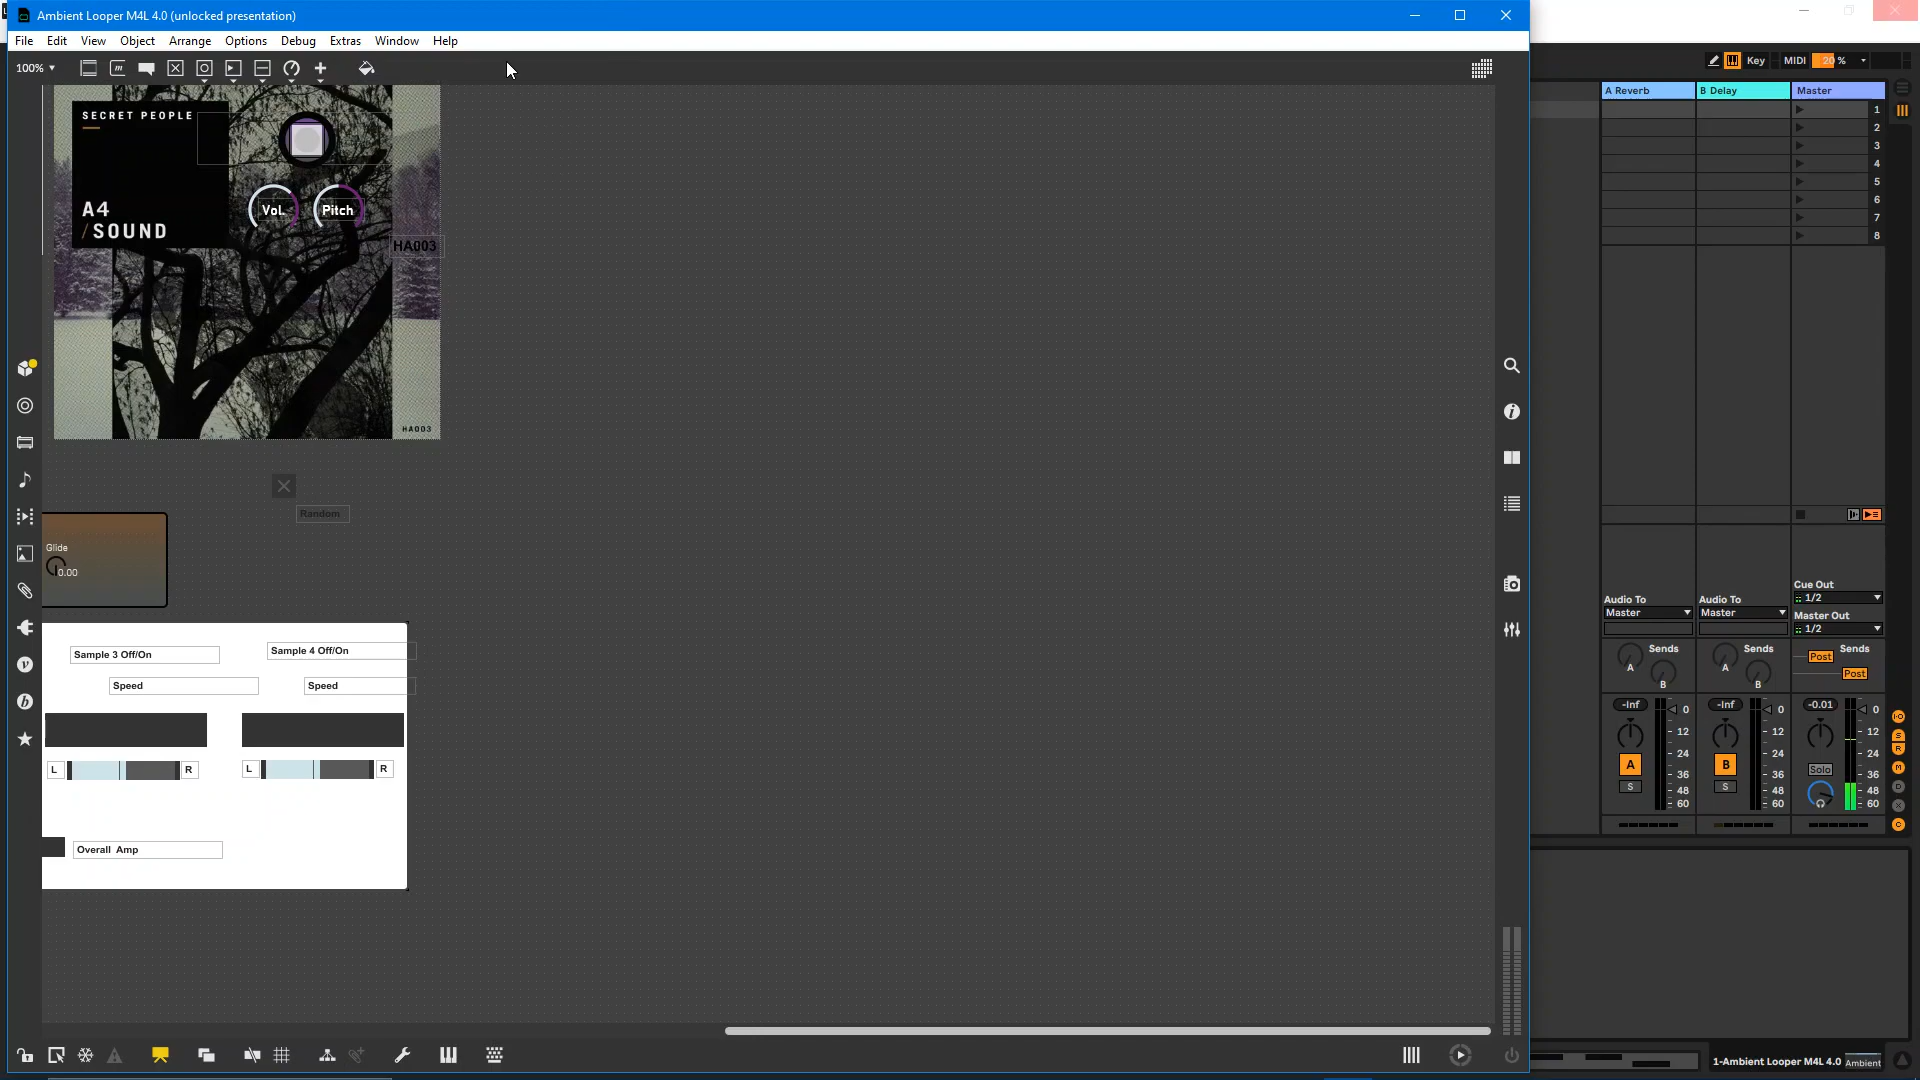 Ambient Looper M4L 4.0 (unlocked presentation)
File Edit View Object Arrange Options Debug Extras Window Help
100%
SECRET PEOPLE
A4
/SOUND
Vol.
Pitch
HA003
HA003
Random
Glide
0.00
Sample 3 Off/On
Sample 4 Off/On
Speed
Speed
L
R
L
R
Overall Amp
Key
MIDI
20 %
A Reverb
B Delay
Master
1
2
3
4
5
6
7
8
Cue Out
1/2
Audio To
Audio To
Master Out
Master
Master
1/2
Sends
Sends
Sends
A
A
Post
B
B
Post
-Inf
-Inf
-0.01
0
0
0
12
12
12
24
24
24
36
36
36
48
48
48
60
60
60
A
B
Solo
S
S
1-Ambient Looper M4L 4.0
Ambient